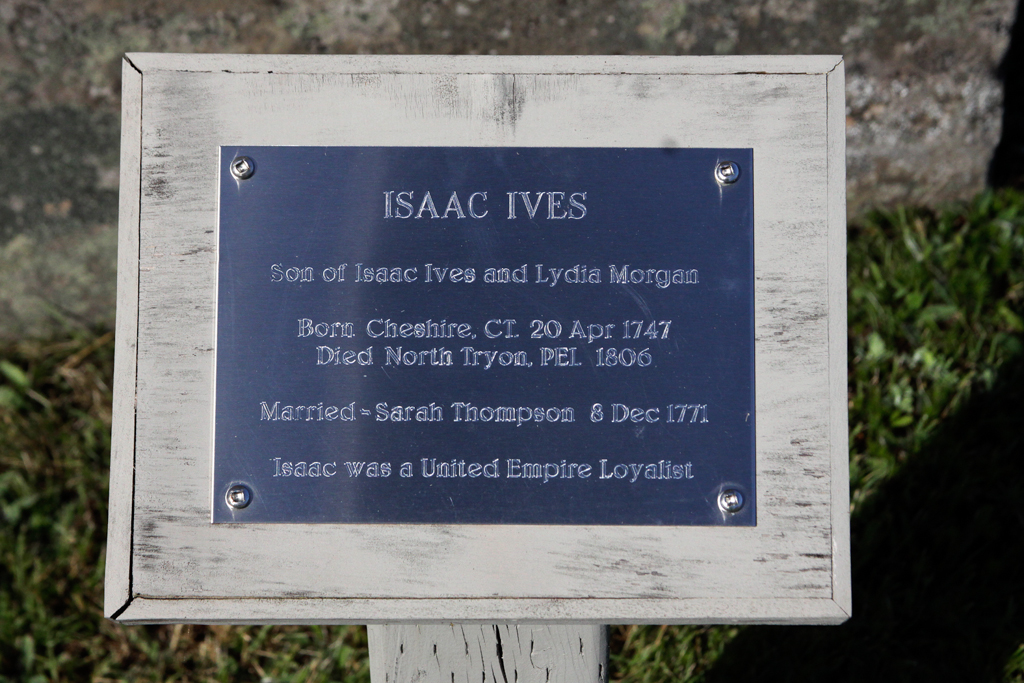 ISAAC IVES
Son of Isaac Ives and Lydia Morgan
Born Cheshire, CT. 20 Apr 1747
Died North Tryon, PEI. 1806
Married - Sarah Thompson 8 Dec 1771
Isaac was a United Empire Loyalist